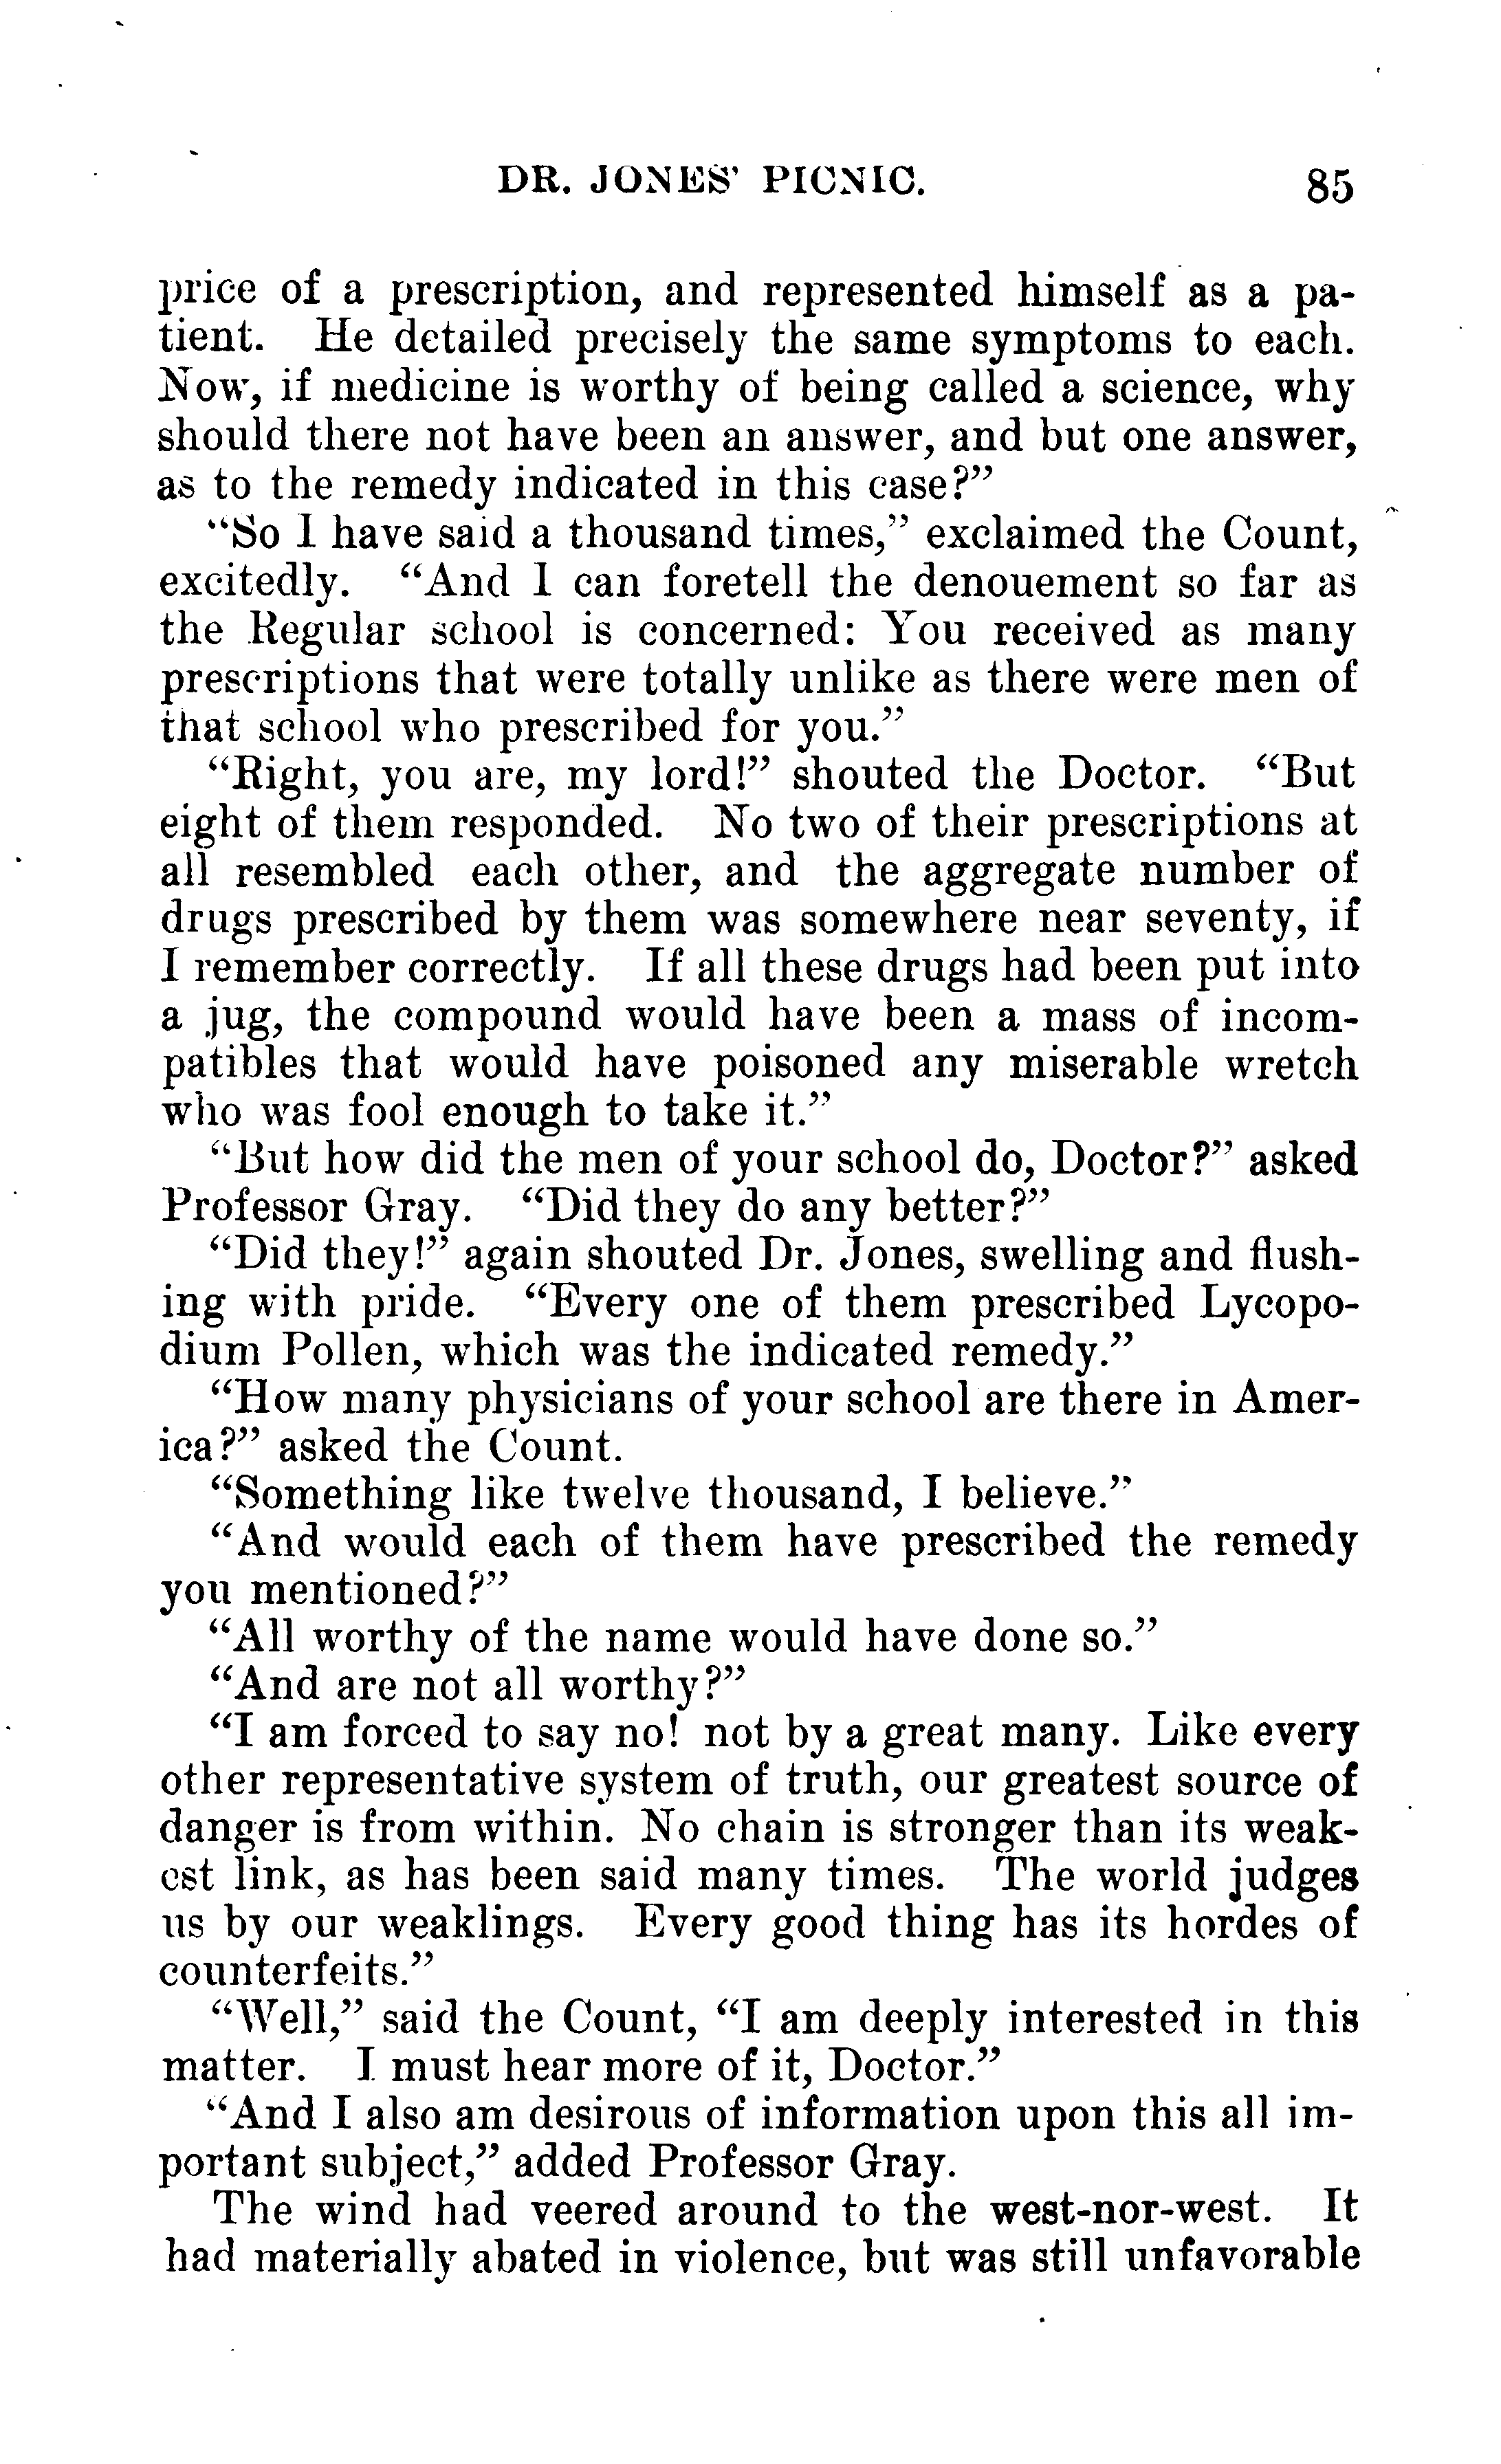 DR. JONES' PICNIC. 85
price of a prescription, and represented himself as a pa-
tient. He detailed precisely the same symptoms to each.
Now, if medicine is worthy of being called a science, why
should there not have been an answer, and but one answer,
as to the remedy indicated in this case?"
"So I have said a thousand times," exclaimed the Count,
excitedly. "And I can foretell the denouement so far as
the Regular school is concerned: You received as many
prescriptions that were totally unlike as there were men of
that school who prescribed for you."
"Right, you are, my lord!" shouted the Doctor. "But
eight of them responded. No two of their prescriptions at
all resembled each other, and the aggregate number of
drugs prescribed by them was somewhere near seventy, if
I remember correctly. If all these drugs had been put into
a jug, the compound would have been a mass of incom-
patibles that would have poisoned any miserable wretch
who was fool enough to take it."
"But how did the men of your school do, Doctor?" asked
Professor Gray. "Did they do any better?"
"Did they!" again shouted Dr. Jones, swelling and flush-
ing with pride. "Every one of them prescribed Lycopo-
dium Pollen, which was the indicated remedy."
"How many physicians of your school are there in Amer-
ica?" asked the Count.
"Something like twelve thousand, I believe."
"And would each of them have prescribed the remedy
you mentioned?"
"All worthy of the name would have done so."
"And are not all worthy?"
"I am forced to say no! not by a great many. Like every
other representative system of truth, our greatest source of
danger is from within. No chain is stronger than its weak-
est link, as has been said many times. The world judges
us by our weaklings. Every good thing has its hordes of
counterfeits."
"Well," said the Count, "I am deeply interested in this
matter. I must hear more of it, Doctor."
"And I also am desirous of information upon this all im-
portant subject," added Professor Gray.
The wind had veered around to the west-nor-west. It
had materially abated in violence, but was still unfavorable